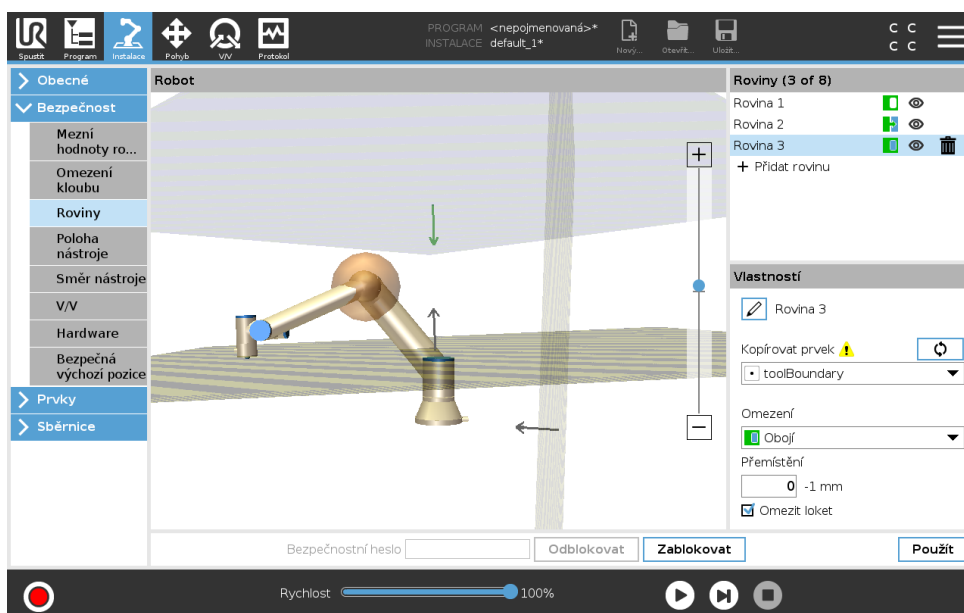 UR
PROGRAM <nepojmenovaná>*
INSTALACE default_1*
C C
C C
Spustit Program Instalace Pohyb V/V Protokol Nový... Otevřít... Uložit...
Obecné
Bezpečnost
Mezní
hodnoty ro...
Omezení
kloubu
Roviny
Poloha
nástroje
Směr nástroje
V/V
Hardware
Bezpečná
výchozí pozice
Prvky
Sběrnice
Robot
Roviny (3 of 8)
Rovina 1
Rovina 2
Rovina 3
+ Přidat rovinu
Vlastností
Rovina 3
Kopírovat prvek
toolBoundary
Omezení
Obojí
Přemístění
0 -1 mm
Omezit loket
Bezpečnostní heslo Odblokovat Zablokovat Použít
Rychlost 100%